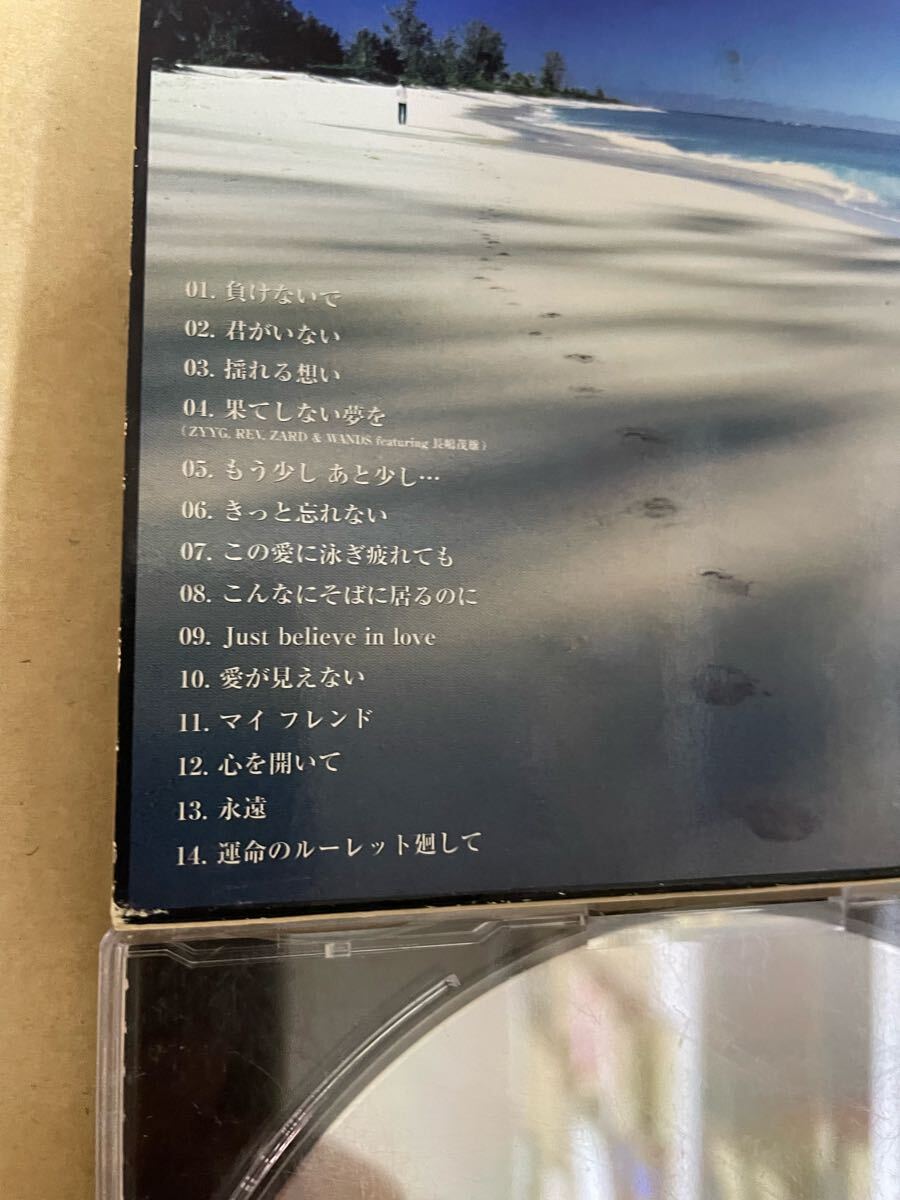 01. 負けないで
02. 君がいない
03. 揺れる想い
04. 果てしない夢を
(ZYYG, REV, ZARD & WANDS featuring 長嶋茂雄)
05. もう少し あと少し…
06. きっと忘れない
07. この愛に泳ぎ疲れても
08. こんなにそばに居るのに
09. Just believe in love
10. 愛が見えない
11. マイ フレンド
12. 心を開いて
13. 永遠
14. 運命のルーレット廻して